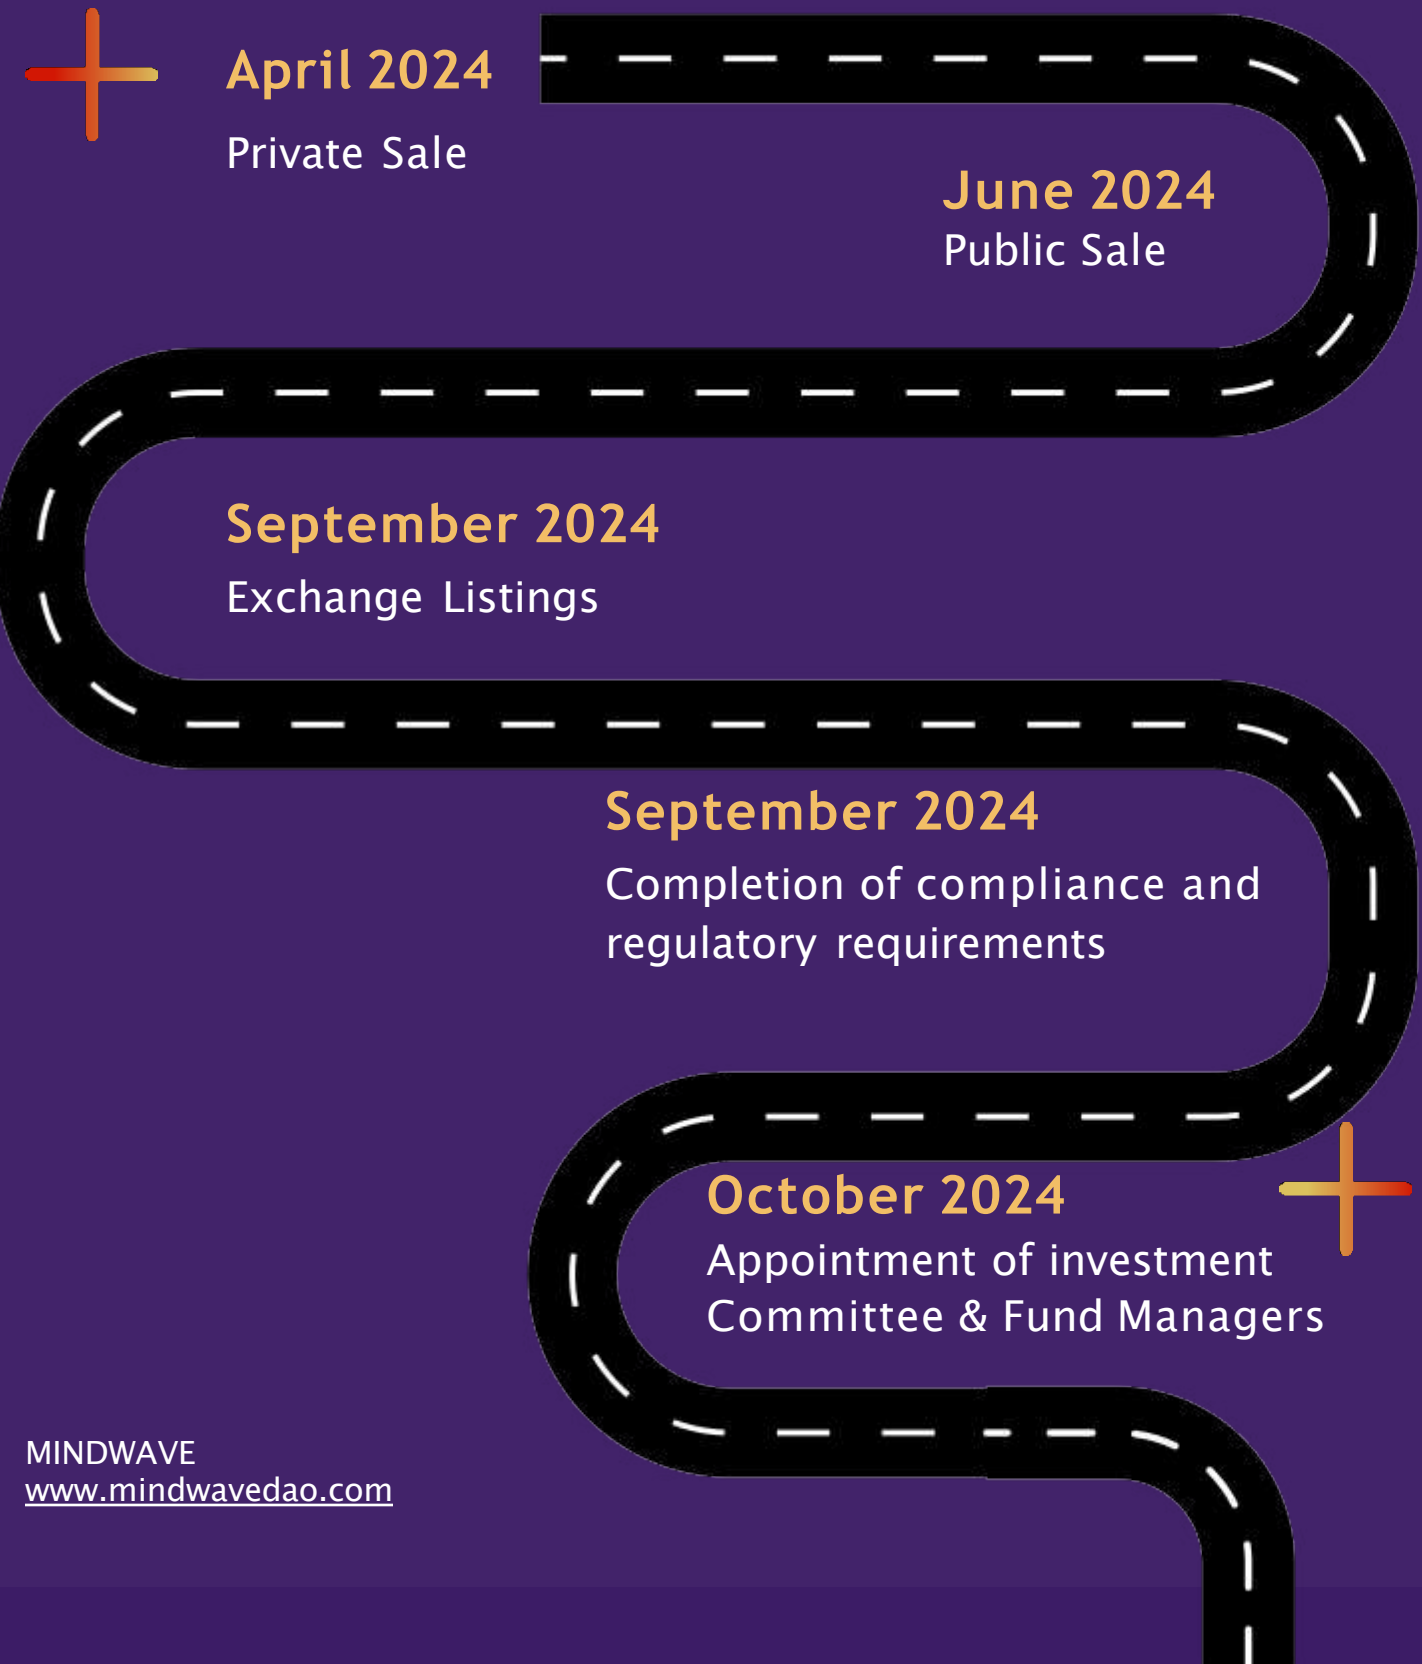 April 2024
Private Sale
June 2024
Public Sale
September 2024
Exchange Listings
September 2024
Completion of compliance and
regulatory requirements
October 2024
Appointment of investment
Committee & Fund Managers
MINDWAVE
www.mindwavedao.com